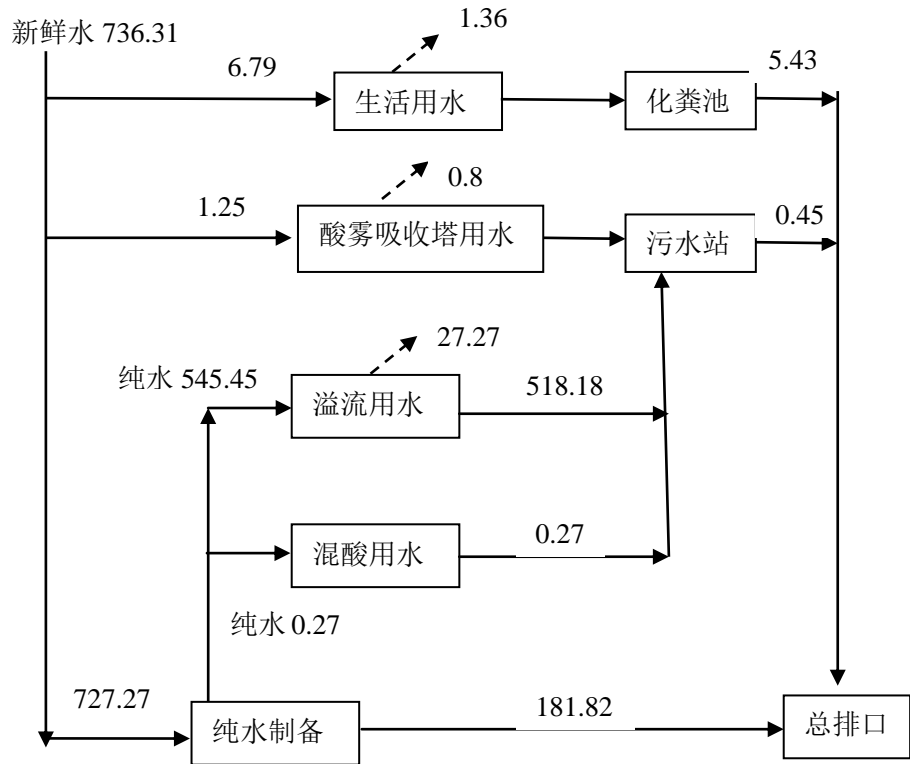 新鲜水 736.31
1.36
6.79
生活用水
化粪池
5.43
0.8
1.25
酸雾吸收塔用水
污水站
0.45
27.27
纯水 545.45
溢流用水
518.18
混酸用水
0.27
纯水 0.27
727.27
纯水制备
181.82
总排口